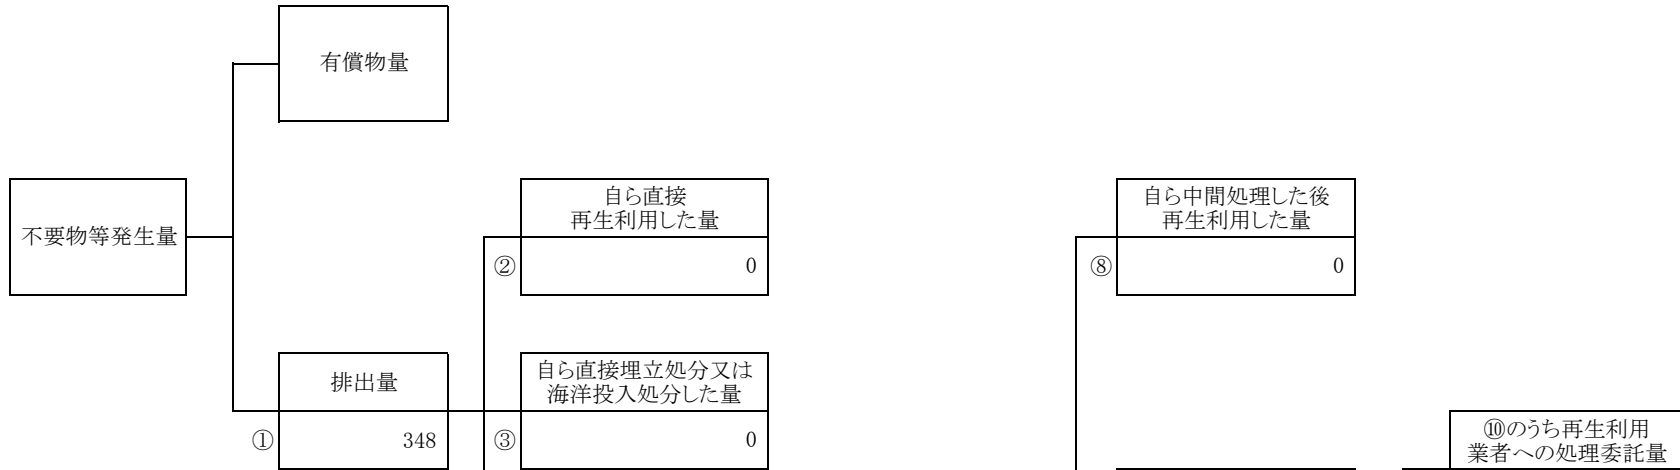 有償物量
不要物等発生量
自ら直接
再生利用した量
②
0
自ら中間処理した後
再生利用した量
⑧
0
排出量
①
348
自ら直接埋立処分又は
海洋投入処分した量
③
0
⑩のうち再生利用
業者への処理委託量